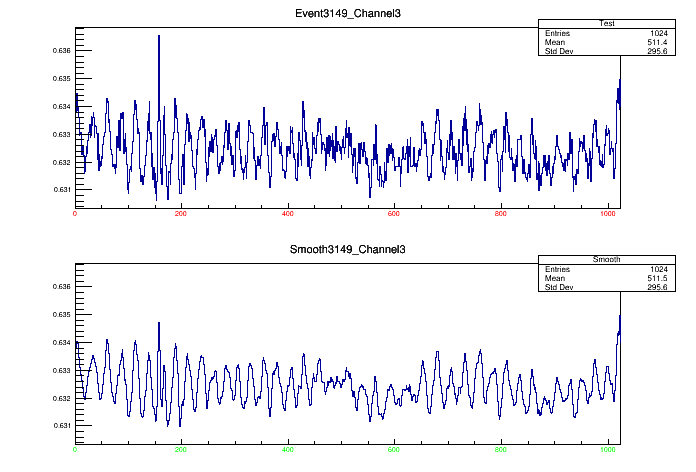 Event3149_Channel3
Test
Entries 1024
Mean 511.4
Std Dev 295.6
0.636
0.635
0.634
0.633
0.632
0.631
0 200 400 600 800 1000
Smooth3149_Channel3
Smooth
Entries 1024
Mean 511.5
Std Dev 295.6
0.636
0.635
0.634
0.633
0.632
0.631
0 200 400 600 800 1000